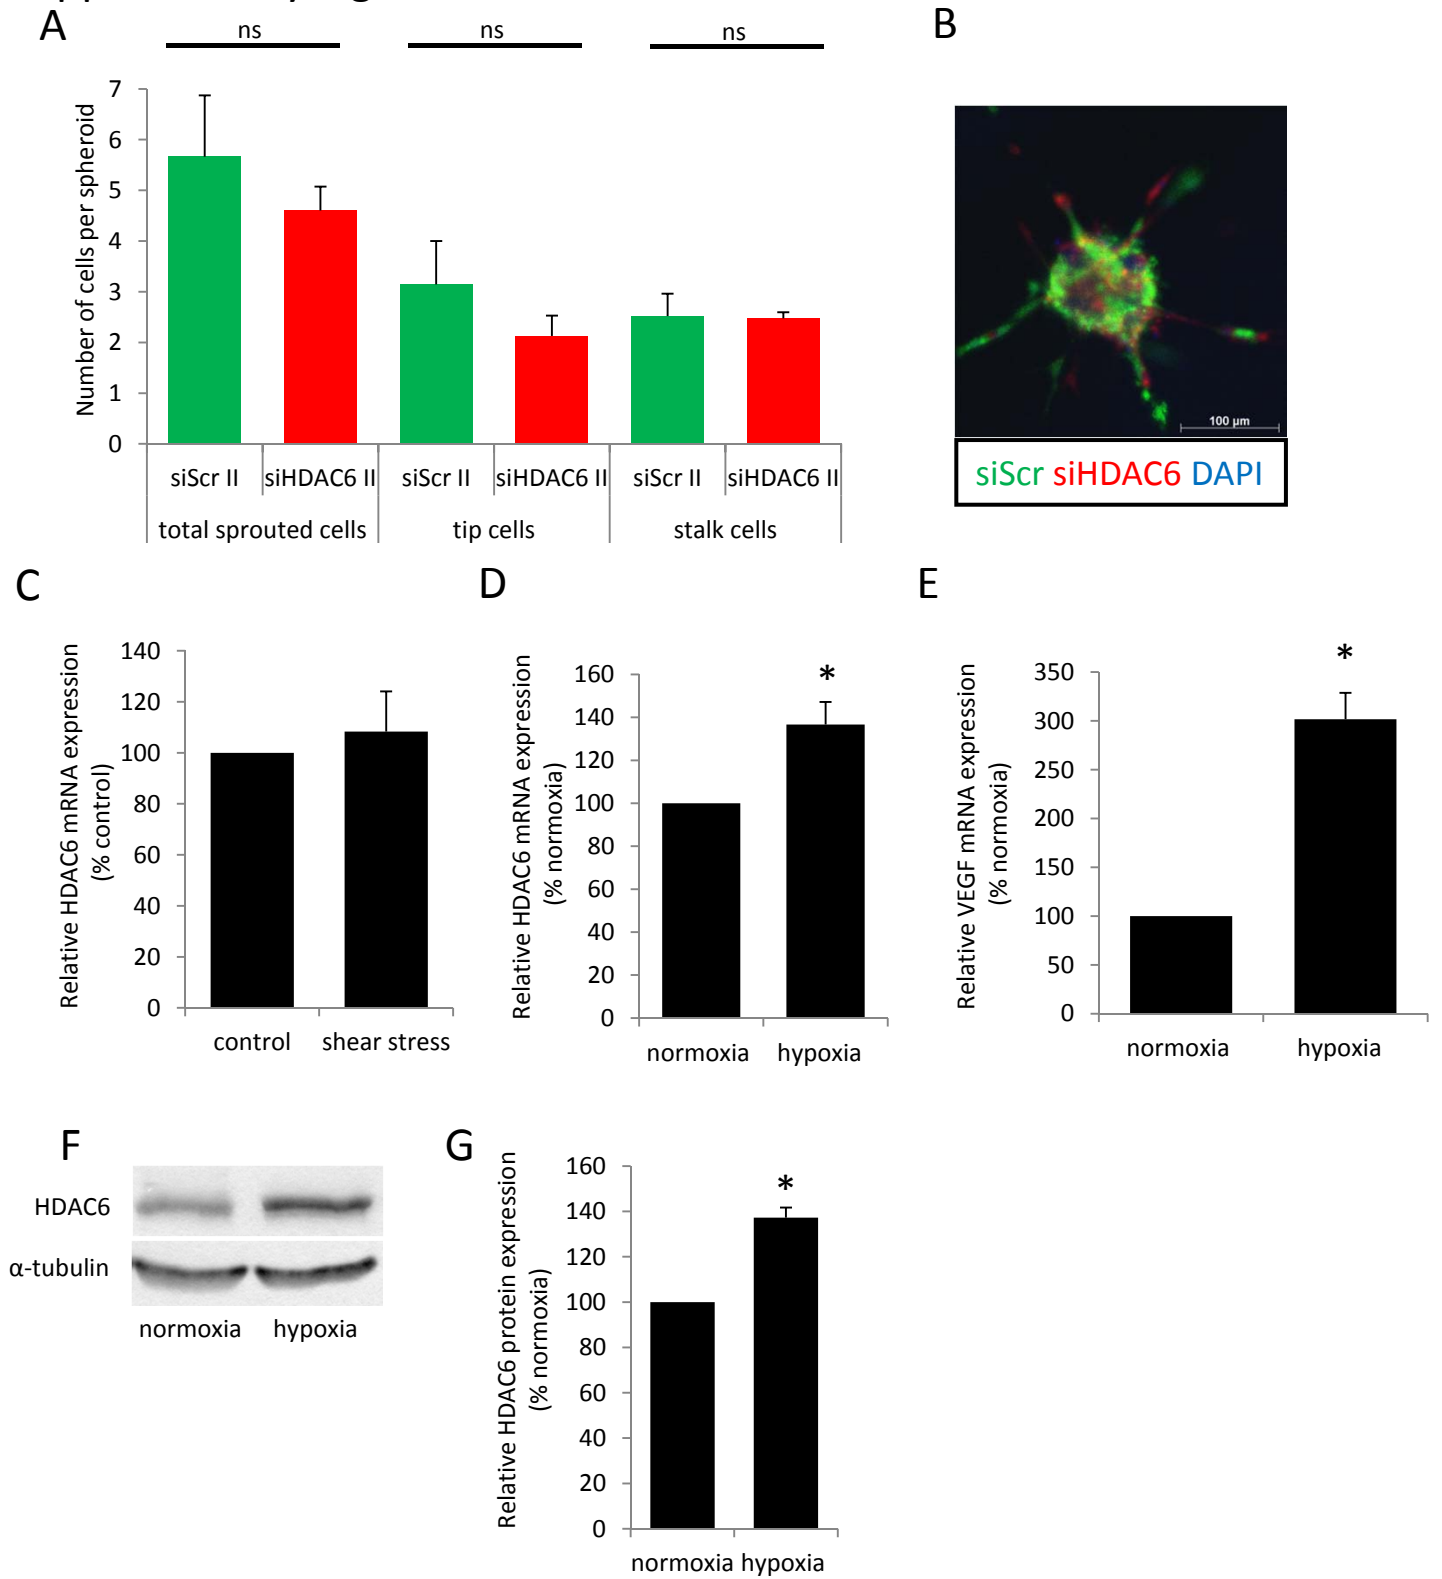 A
ns ns ns
Number of cells per spheroid
7
6
5
4
3
2
1
0
siScr II siHDAC6 II siScr II siHDAC6 II siScr II siHDAC6 II
total sprouted cells tip cells stalk cells
B
100 µm
siScr siHDAC6 DAPI
C
Relative HDAC6 mRNA expression
(% control)
140
120
100
80
60
40
20
0
control shear stress
D
Relative HDAC6 mRNA expression
(% normoxia)
160
140
120
100
80
60
40
20
0
*
normoxia hypoxia
E
Relative VEGF mRNA expression
(% normoxia)
350
300
250
200
150
100
50
0
*
normoxia hypoxia
F
HDAC6
α-tubulin
normoxia hypoxia
G
Relative HDAC6 protein expression
(% normoxia)
160
140
120
100
80
60
40
20
0
*
normoxia hypoxia